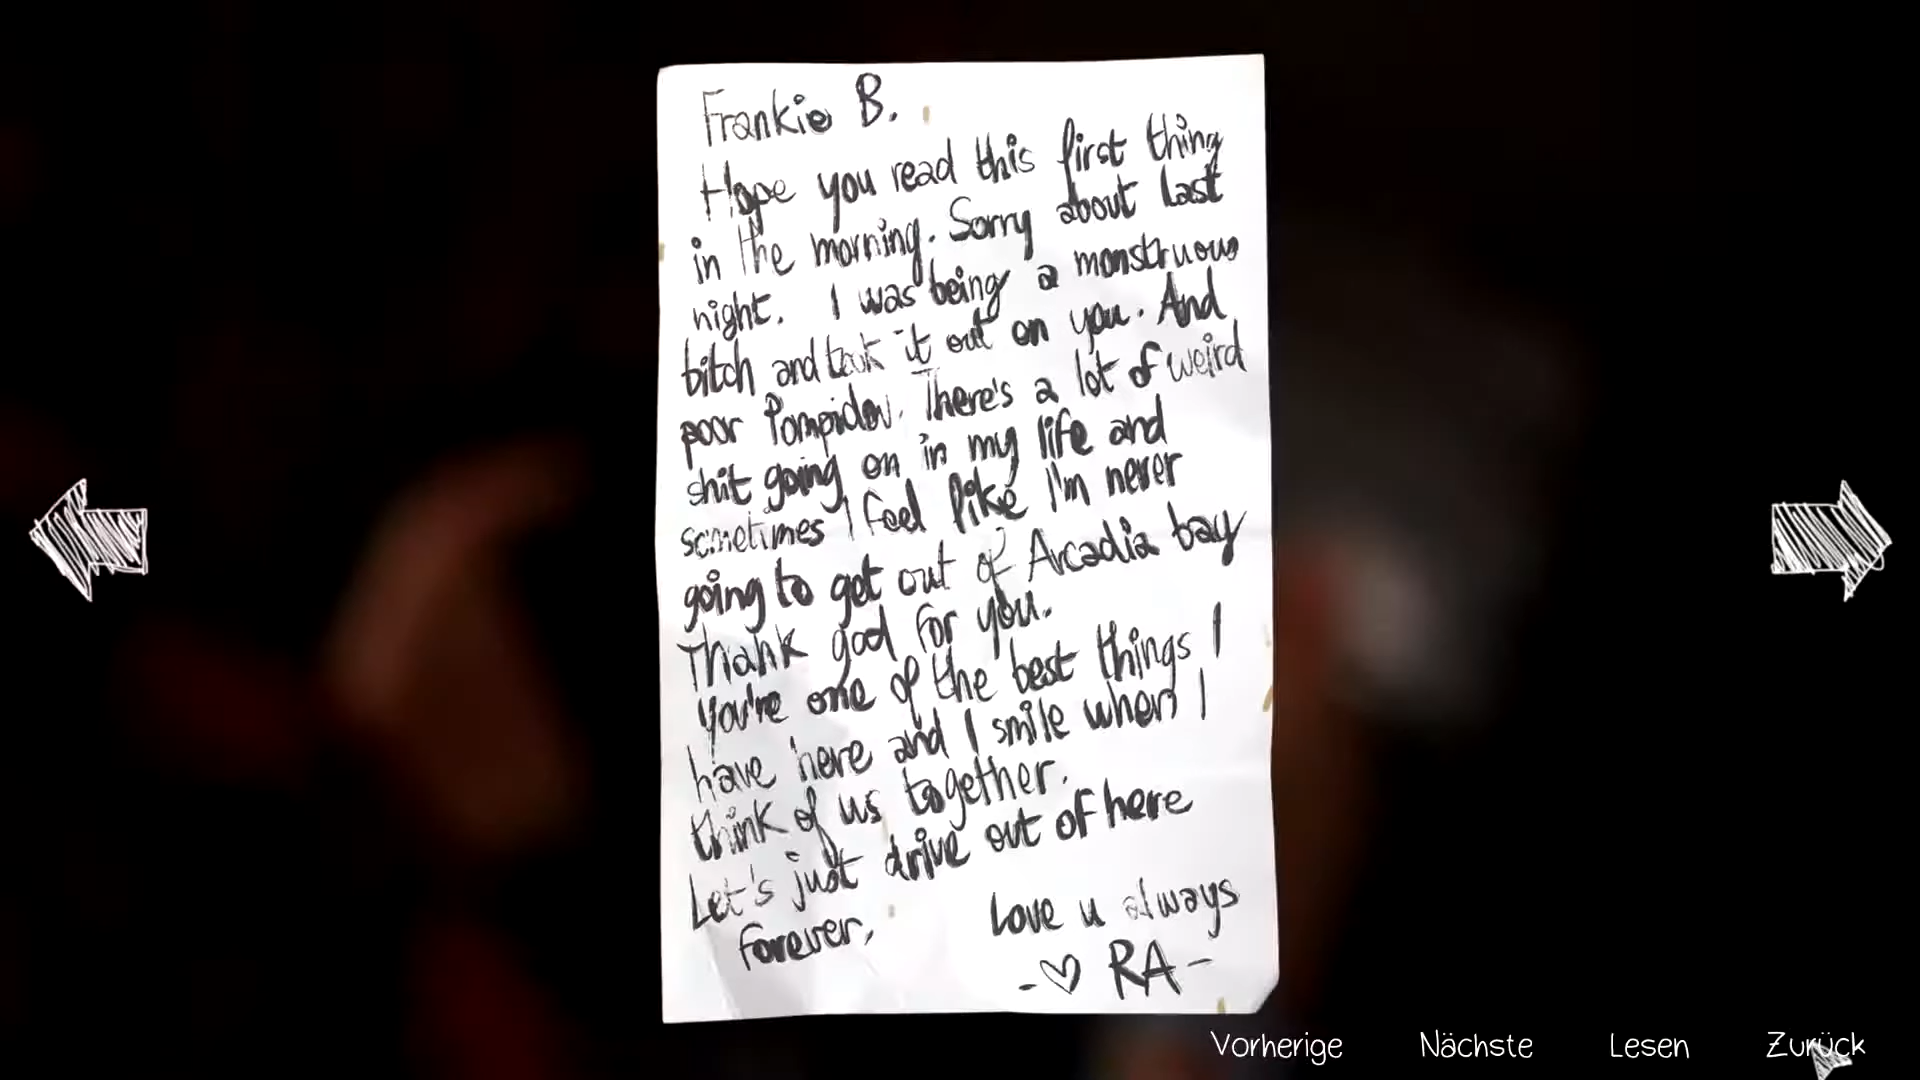 Frankie B.
Hope you read this first thing
in the morning. Sorry about last
night. I was being a monstruous
bitch and took it out on you. And
poor Pompidou. There's a lot of weird
shit going on in my life and
sometimes I feel like I'm never
going to get out of Arcadia bay
Thank god for you.
You're one of the best things I
have here and I smile when I
think of us together.
Let's just drive out of here
forever,
Love u always
-♡ RA-
Vorherige Nächste Lesen Zurück